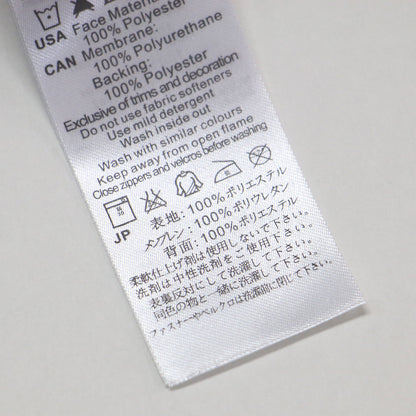 USA Face Material:
100% Polyester
CAN Membrane:
100% Polyurethane
Backing:
100% Polyester
Exclusive of trims and decoration
Do not use fabric softeners
Use mild detergent
Wash inside out
Wash with similar colours
Keep away from open flame
Close zippers and velcros before washing
JP
表地: 100%ポリエステル
メンブレン: 100%ポリウレタン
背面: 100%ポリエステル
柔軟仕上げ剤は使用しないで下さい。
洗剤は中性洗剤をご使用下さい。
表裏反対にして洗濯して下さい。
同色の物と一緒に洗濯して下さい。
ファスナーやベルクロは洗濯前に閉じて下さい。